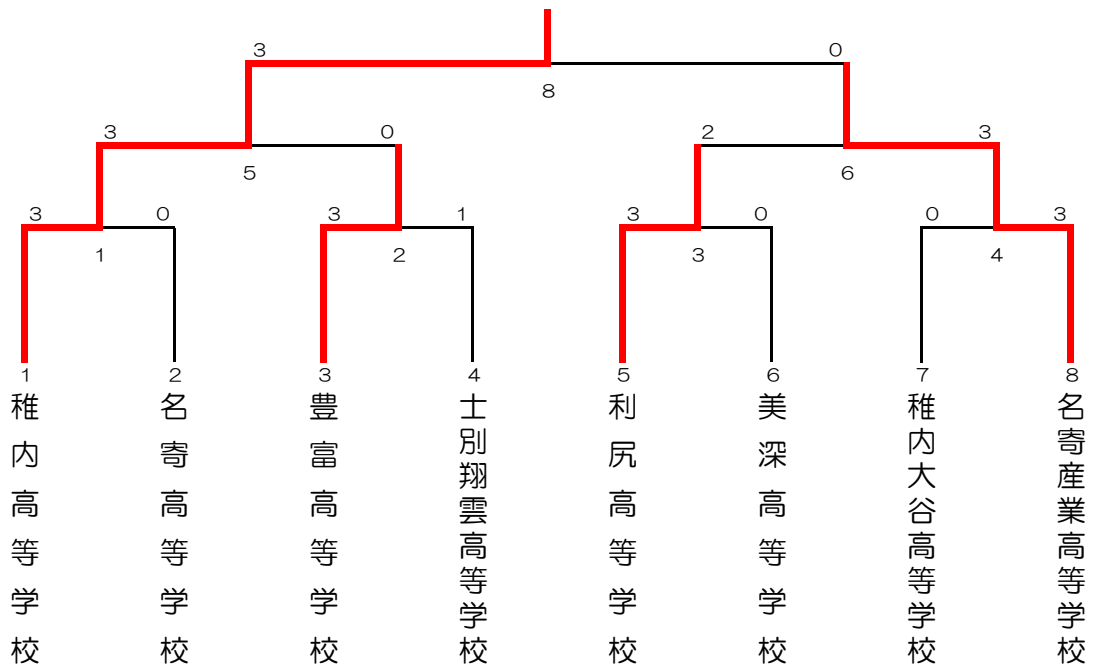 3 0
8
3 0 2 3
5 6
3 0 3 1 3 0 0 3
1 2 3 4
1 2 3 4 5 6 7 8
稚内高等学校
名寄高等学校
豊富高等学校
士別翔雲高等学校
利尻高等学校
美深高等学校
稚内大谷高等学校
名寄産業高等学校